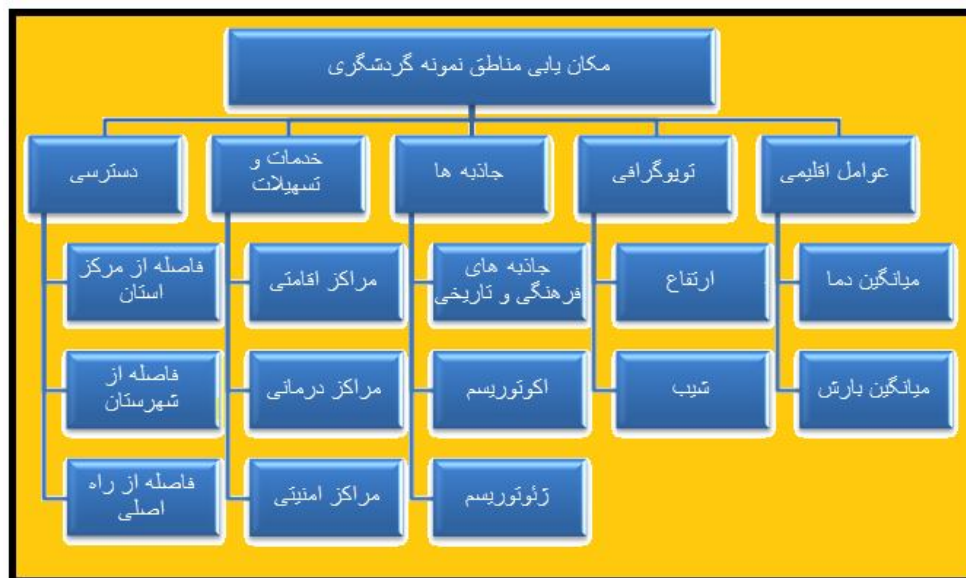 مکان یابی مناطق نمونه گردشگری
عوامل اقلیمی
میانگین دما
میانگین بارش
توپوگرافی
ارتفاع
شیب
جاذبه ها
جاذبه های
فرهنگی و تاریخی
اکوتوریسم
ژئوتوریسم
خدمات و
تسهیلات
مراکز اقامتی
مراکز درمانی
مراکز امنیتی
دسترسی
فاصله از مرکز
استان
فاصله از
شهرستان
فاصله از راه
اصلی